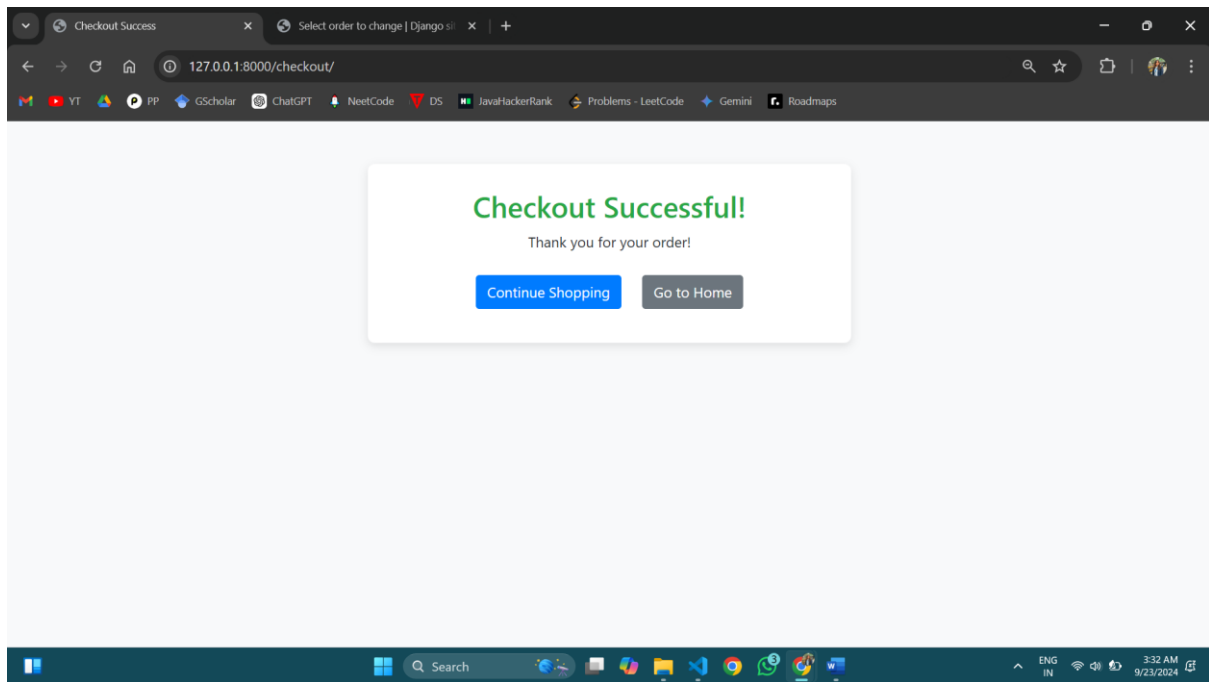 Checkout Success
Select order to change | Django si
127.0.0.1:8000/checkout/
YT PP GScholar ChatGPT NeetCode DS JavaHackerRank Problems - LeetCode Gemini Roadmaps
Checkout Successful!
Thank you for your order!
Continue Shopping Go to Home
Search
3
ENG
IN
3:32 AM
9/23/2024